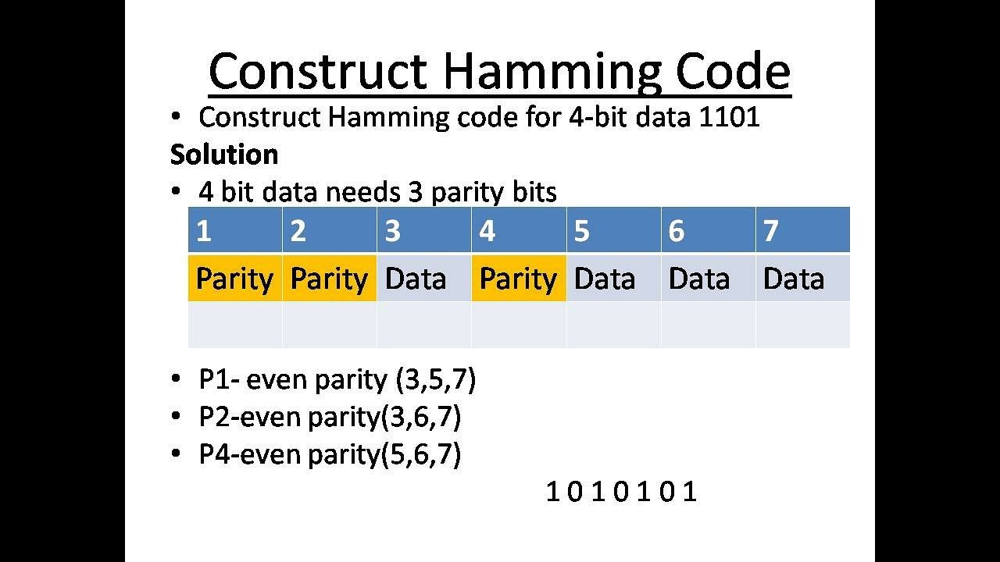 Construct Hamming Code
• Construct Hamming code for 4-bit data 1101
Solution
• 4 bit data needs 3 parity bits
1 2 3 4 5 6 7
Parity Parity Data Parity Data Data Data
• P1- even parity (3,5,7)
• P2-even parity(3,6,7)
• P4-even parity(5,6,7)
1 0 1 0 1 0 1